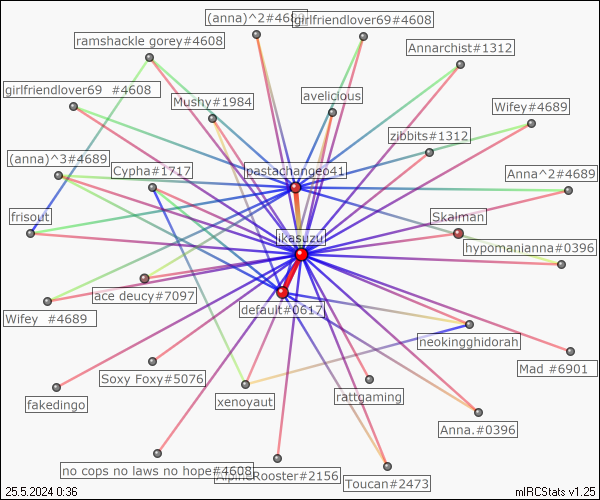 (anna)^2#4689
girlfriendlover69#4608
ramshackle gorey#4608
Annarchist#1312
girlfriendlover69  #4608
Mushy#1984
avelicious
Wifey#4689
zibbits#1312
(anna)^3#4689
Cypha#1717
pastachangeo41
Anna^2#4689
frisout
Skalman
ikasuzu
hypomanianna#0396
ace deucy#7097
default#0617
Wifey  #4689
neokingghidorah
Mad #6901
Soxy Foxy#5076
fakedingo
xenoyaut
rattgaming
Anna.#0396
no cops no laws no hope#4608
AlpineRooster#2156
Toucan#2473
25.5.2024 0:36
mIRCStats v1.25